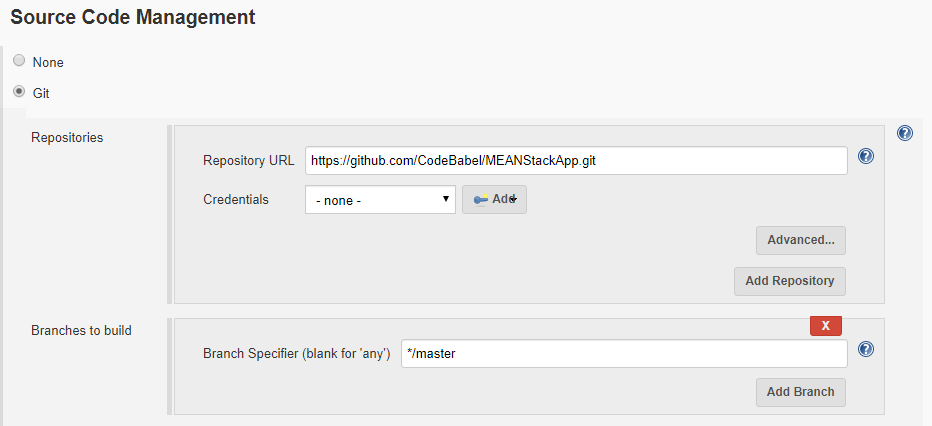 Source Code Management
None
Git
Repositories
Repository URL https://github.com/CodeBabel/MEANStackApp.git
Credentials - none - Add
Advanced...
Add Repository
Branches to build
X
Branch Specifier (blank for 'any') */master
Add Branch